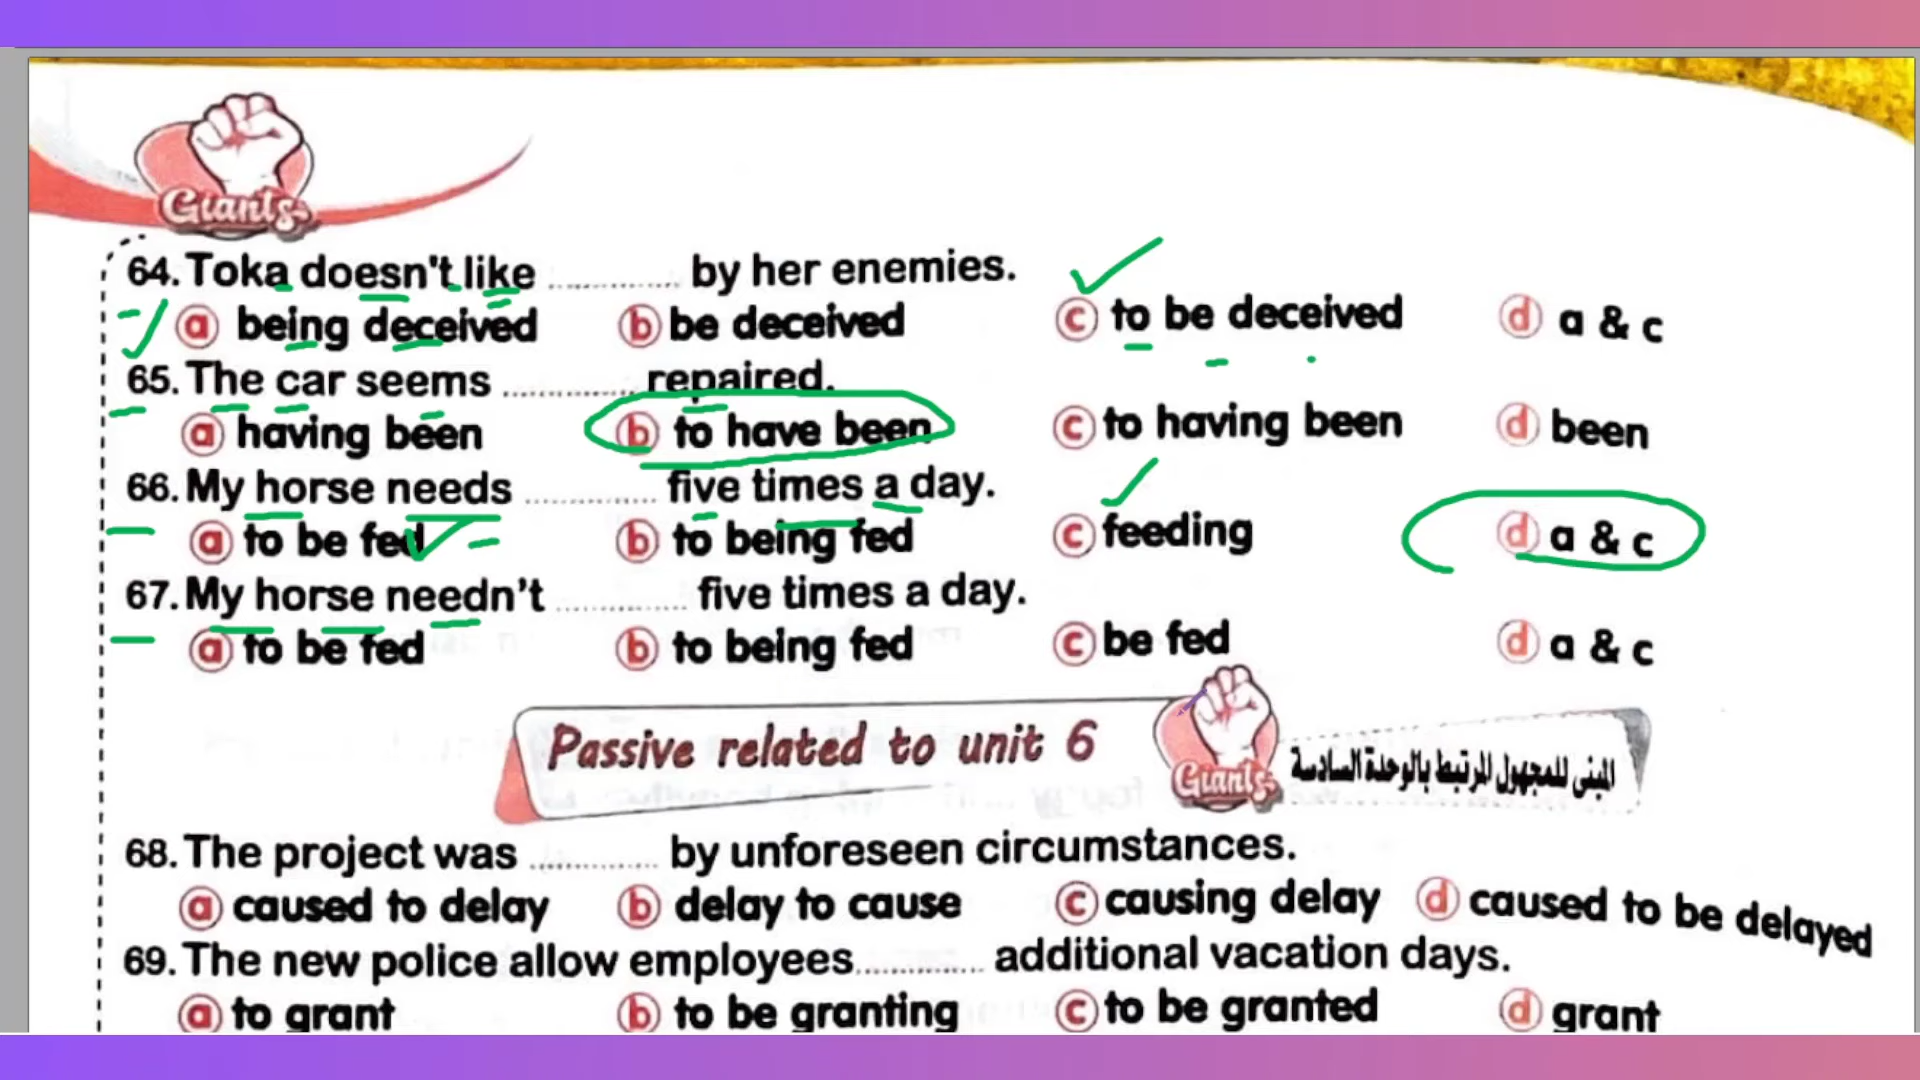 Giants
64. Toka doesn't like ............ by her enemies.
a being deceived b be deceived c to be deceived d a & c
65. The car seems ............ repaired.
a having been b to have been c to having been d been
66. My horse needs ............ five times a day.
a to be fed b to being fed c feeding d a & c
67. My horse needn't ............ five times a day.
a to be fed b to being fed c be fed d a & c
Passive related to unit 6 Giants المبنى للمجهول المرتبط بالوحدة السادسة
68. The project was ............ by unforeseen circumstances.
a caused to delay b delay to cause c causing delay d caused to be delayed
69. The new police allow employees ............ additional vacation days.
a to grant b to be granting c to be granted d grant